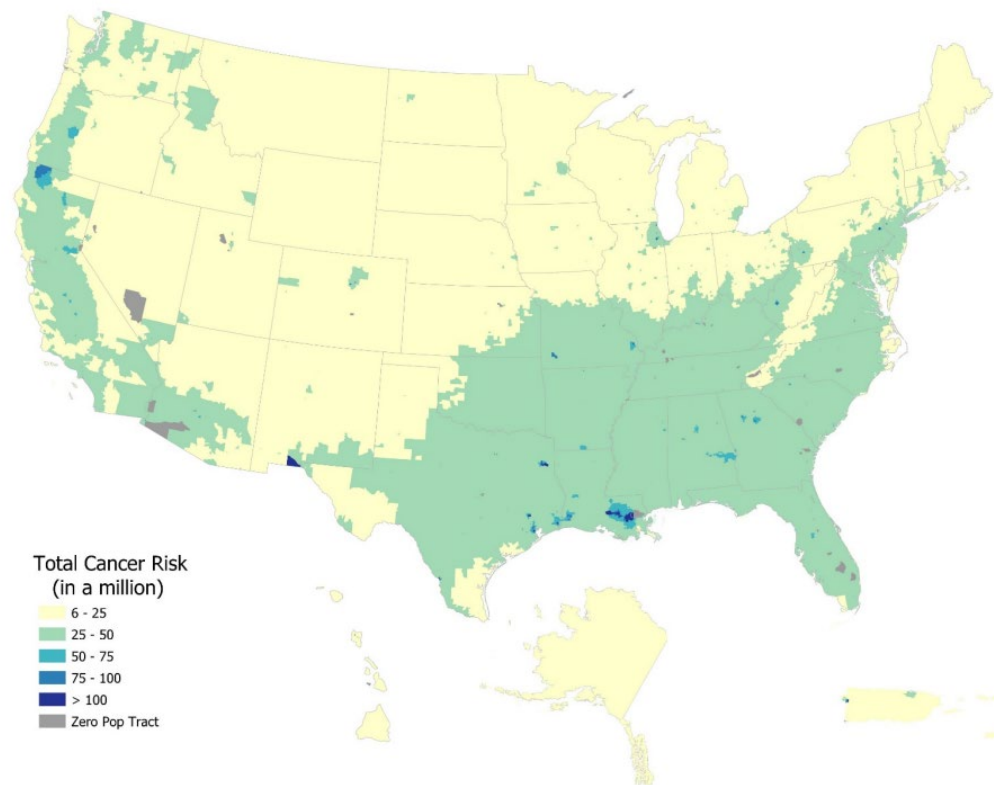 Total Cancer Risk
(in a million)
6 - 25
25 - 50
50 - 75
75 - 100
> 100
Zero Pop Tract